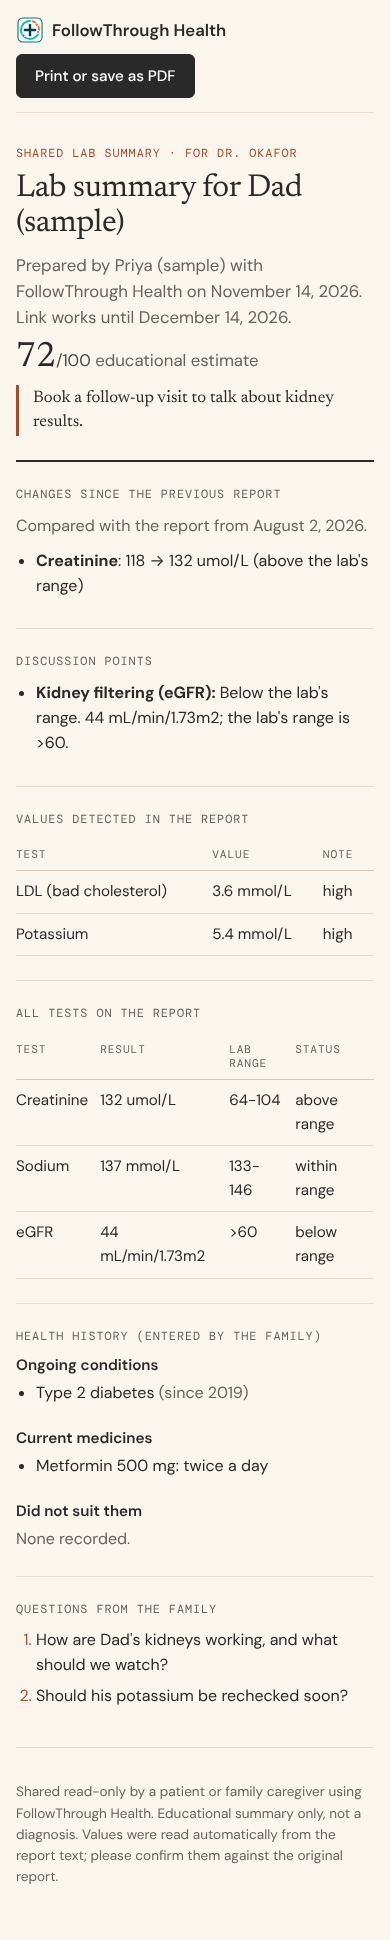 FollowThrough Health
Print or save as PDF
SHARED LAB SUMMARY · FOR DR. OKAFOR
Lab summary for Dad
(sample)
Prepared by Priya (sample) with
FollowThrough Health on November 14, 2026.
Link works until December 14, 2026.
72/100 educational estimate
Book a follow-up visit to talk about kidney
results.
CHANGES SINCE THE PREVIOUS REPORT
Compared with the report from August 2, 2026.
• Creatinine: 118 → 132 umol/L (above the lab's
range)
DISCUSSION POINTS
• Kidney filtering (eGFR): Below the lab's
range. 44 mL/min/1.73m2; the lab's range is
>60.
VALUES DETECTED IN THE REPORT
TEST VALUE NOTE
LDL (bad cholesterol) 3.6 mmol/L high
Potassium 5.4 mmol/L high
ALL TESTS ON THE REPORT
TEST RESULT LAB RANGE STATUS
Creatinine 132 umol/L 64-104 above range
Sodium 137 mmol/L 133-146 within range
eGFR 44 mL/min/1.73m2 >60 below range
HEALTH HISTORY (ENTERED BY THE FAMILY)
Ongoing conditions
• Type 2 diabetes (since 2019)
Current medicines
• Metformin 500 mg: twice a day
Did not suit them
None recorded.
QUESTIONS FROM THE FAMILY
1. How are Dad's kidneys working, and what
should we watch?
2. Should his potassium be rechecked soon?
Shared read-only by a patient or family caregiver using
FollowThrough Health. Educational summary only, not a
diagnosis. Values were read automatically from the
report text; please confirm them against the original
report.